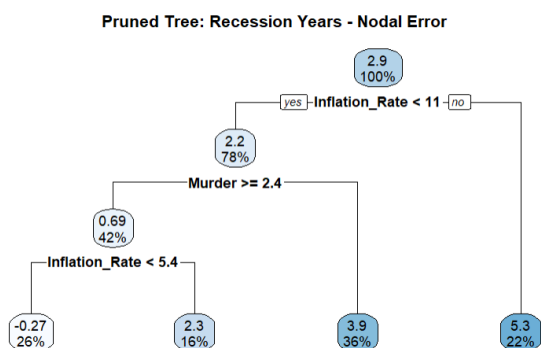 Pruned Tree: Recession Years - Nodal Error
2.9
100%
yes Inflation_Rate < 11 no
2.2
78%
Murder >= 2.4
0.69
42%
Inflation_Rate < 5.4
-0.27 2.3 3.9 5.3
26% 16% 36% 22%